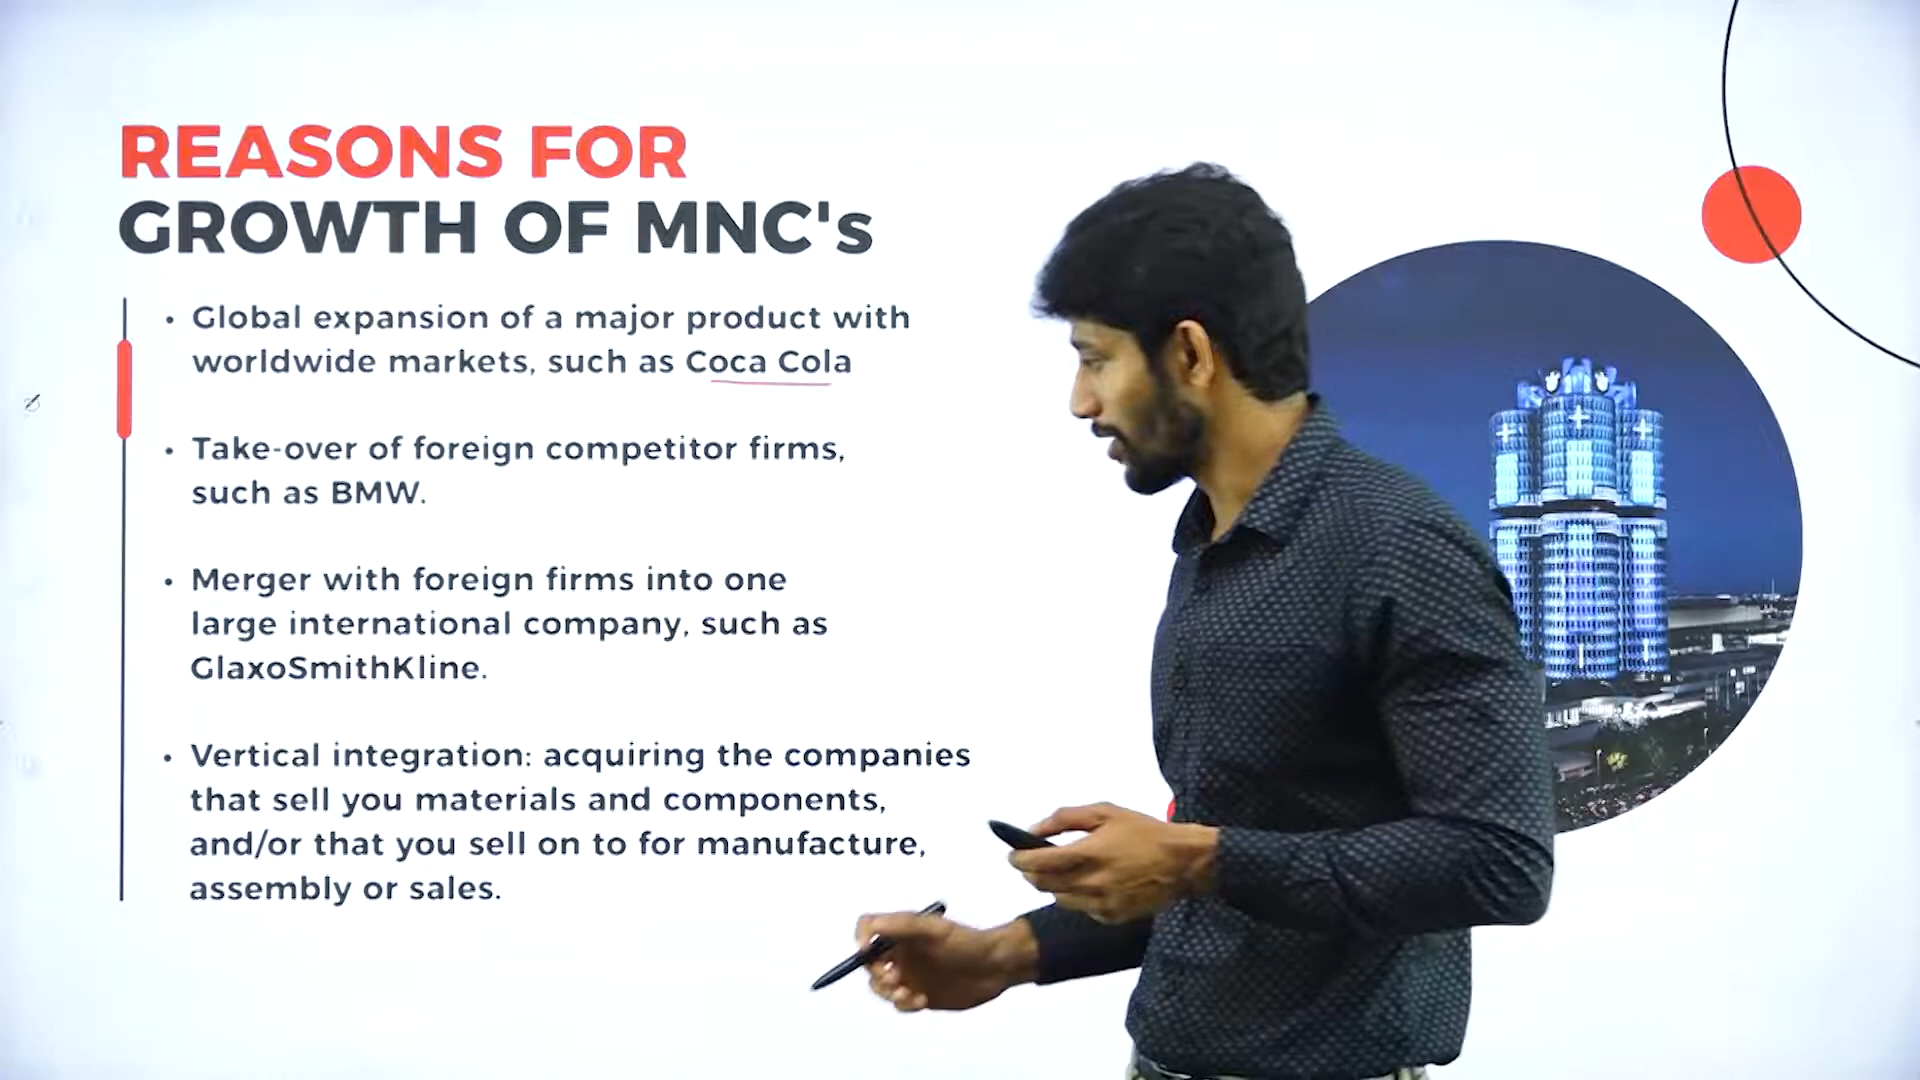 REASONS FOR
GROWTH OF MNC's
• Global expansion of a major product with
worldwide markets, such as Coca Cola
• Take-over of foreign competitor firms,
such as BMW.
• Merger with foreign firms into one
large international company, such as
GlaxoSmithKline.
• Vertical integration: acquiring the companies
that sell you materials and components,
and/or that you sell on to for manufacture,
assembly or sales.